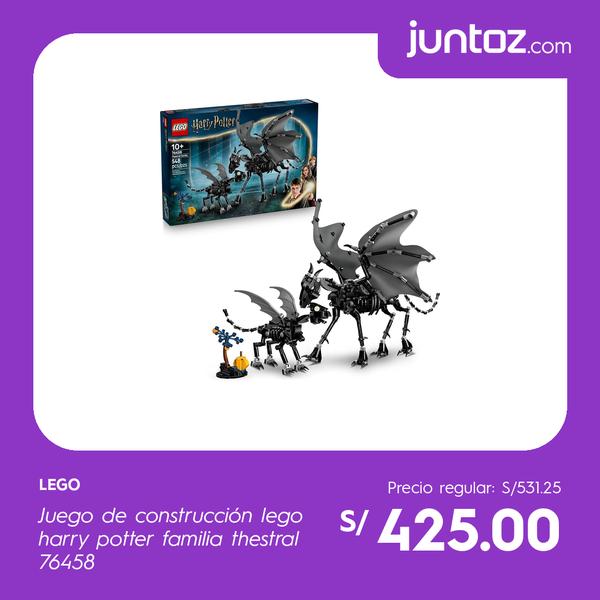 juntoz.com
LEGO
Harry Potter
10+
548
LEGO
Precio regular: S/531.25
Juego de construcción lego
harry potter familia thestral
76458
S/ 425.00